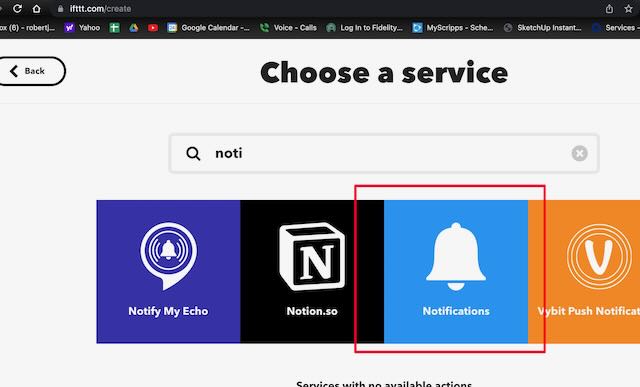 ifttt.com/create
ox (6) - robertj...
Yahoo
Google Calendar -...
Voice - Calls
Log In to Fidelity...
MyScripps - Sche...
SketchUp Instant...
Services -
Back
Choose a service
noti
Notify My Echo
N
Notion.so
Notifications
V
Vybit Push Notificat
Services with no available actions